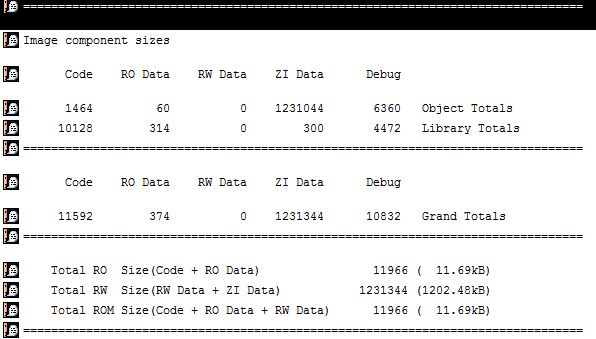 ================================================================================
Image component sizes
Code RO Data RW Data ZI Data Debug
1464 60 0 1231044 6360 Object Totals
10128 314 0 300 4472 Library Totals
================================================================================
Code RO Data RW Data ZI Data Debug
11592 374 0 1231344 10832 Grand Totals
================================================================================
Total RO Size(Code + RO Data) 11966 ( 11.69kB)
Total RW Size(RW Data + ZI Data) 1231344 (1202.48kB)
Total ROM Size(Code + RO Data + RW Data) 11966 ( 11.69kB)
================================================================================